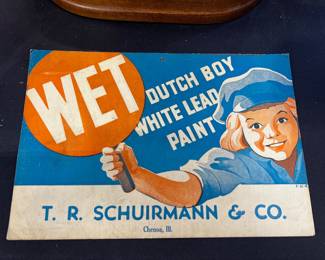 WET
DUTCH BOY
WHITE LEAD
PAINT
T. R. SCHUIRMANN & CO.
Chenoa, Ill.